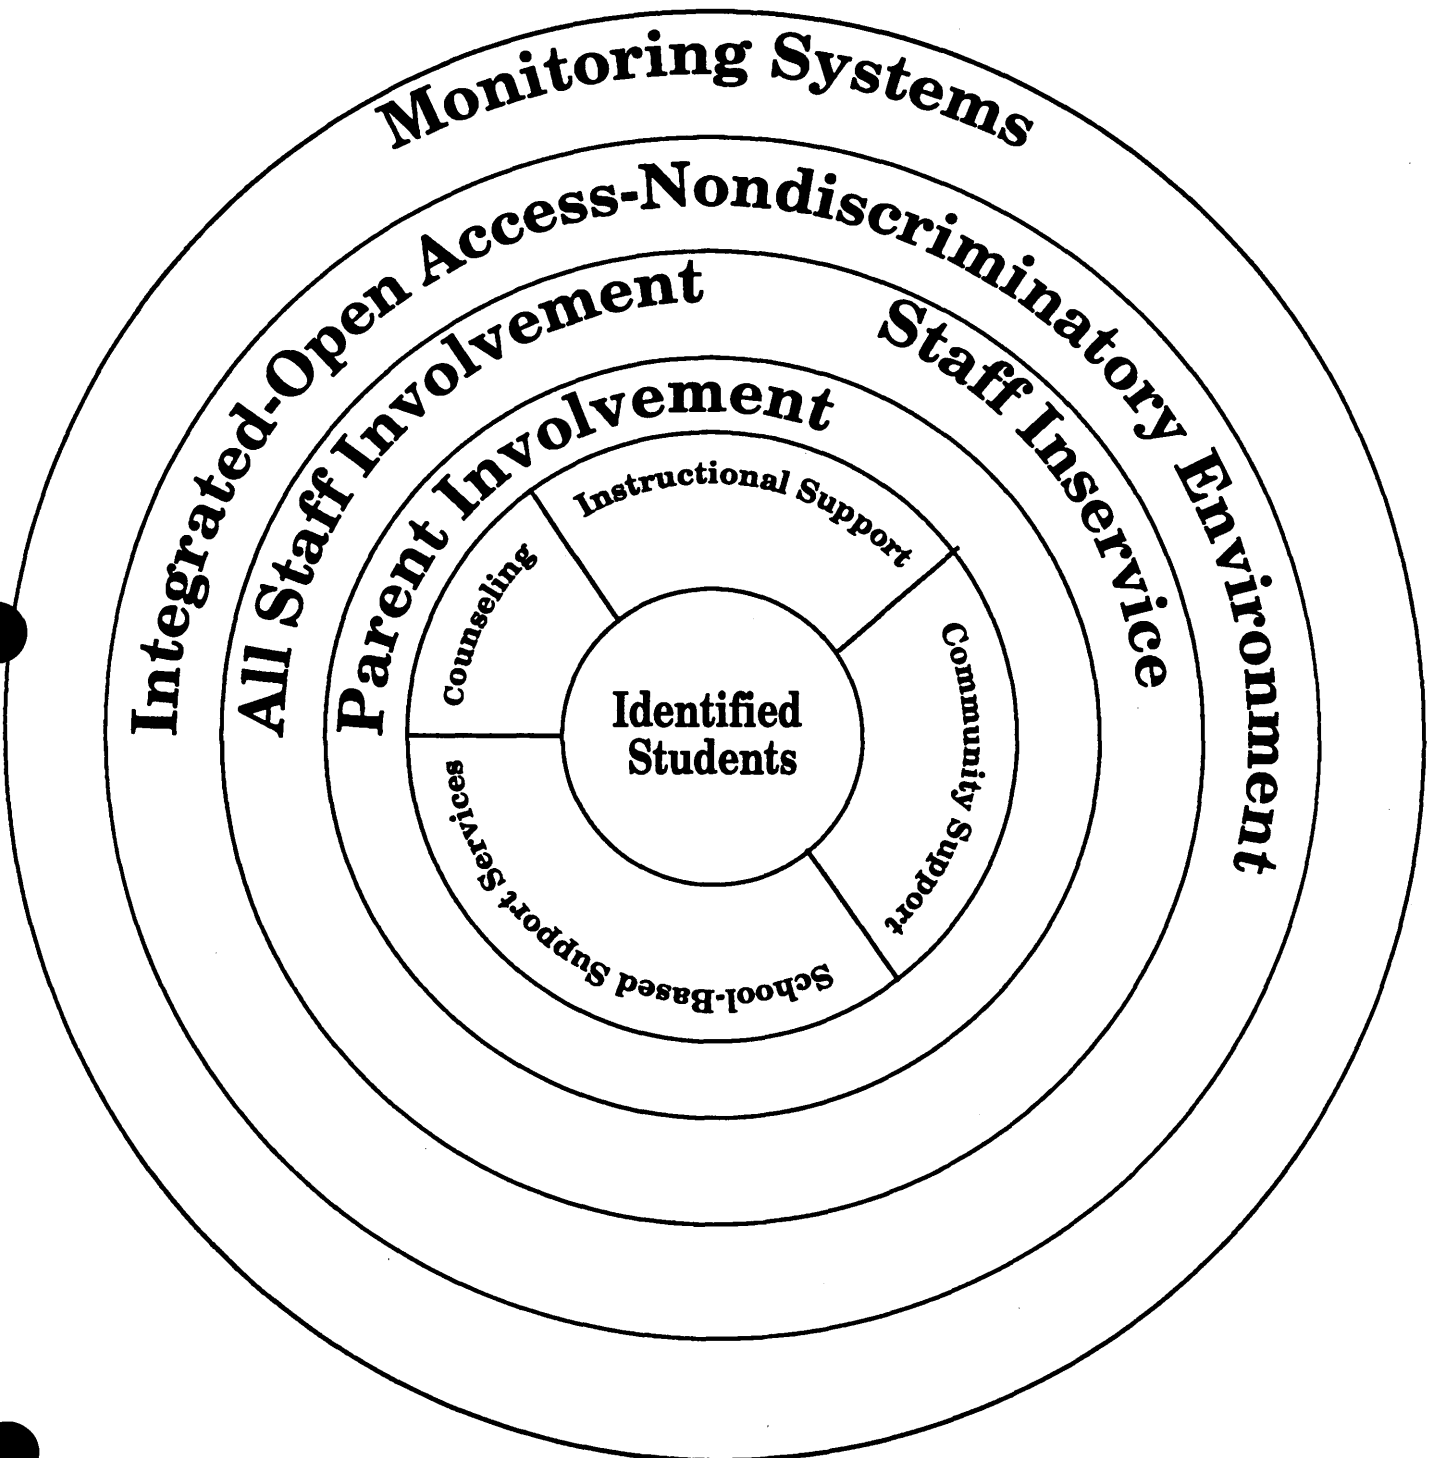 Monitoring Systems
Integrated-Open Access-Nondiscriminatory Environment
All Staff Involvement
Staff Inservice
Parent Involvement
Instructional Support
Counseling
Community Support
School-Based Support Services
Identified
Students